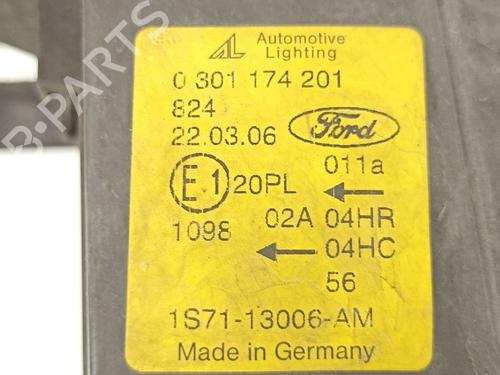 AL Automotive
Lighting
0 301 174 201
824
22.03.06 Ford
011a
E1 20PL
02A 04HR
1098
04HC
56
1S71-13006-AM
Made in Germany
B-PARTS